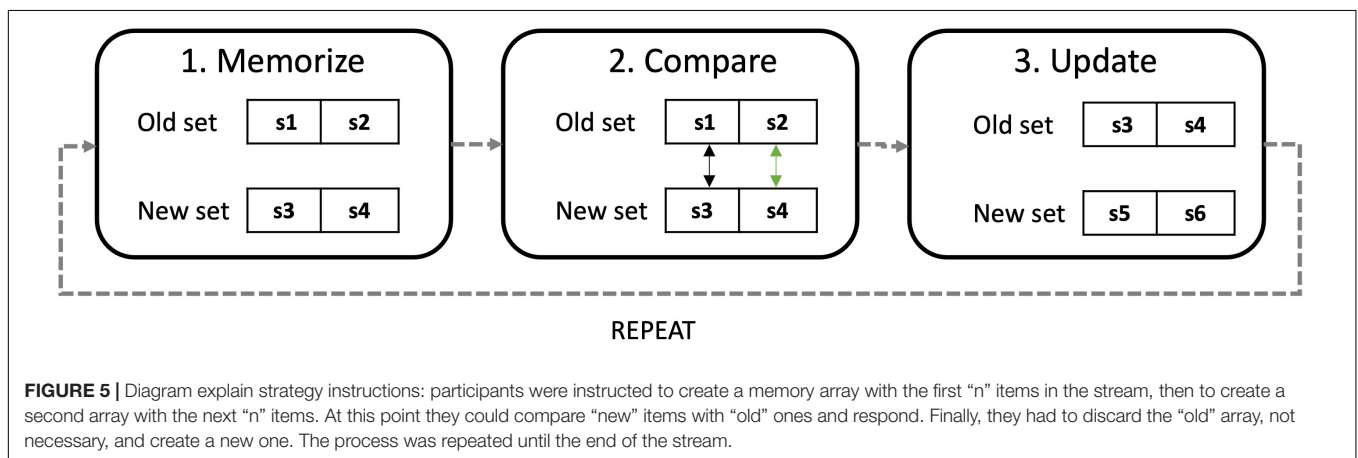 1. Memorize
Old set s1 s2
New set s3 s4
2. Compare
Old set s1 s2
New set s3 s4
3. Update
Old set s3 s4
New set s5 s6
REPEAT
FIGURE 5 | Diagram explain strategy instructions: participants were instructed to create a memory array with the first “n” items in the stream, then to create a
second array with the next “n” items. At this point they could compare “new” items with “old” ones and respond. Finally, they had to discard the “old” array, not
necessary, and create a new one. The process was repeated until the end of the stream.